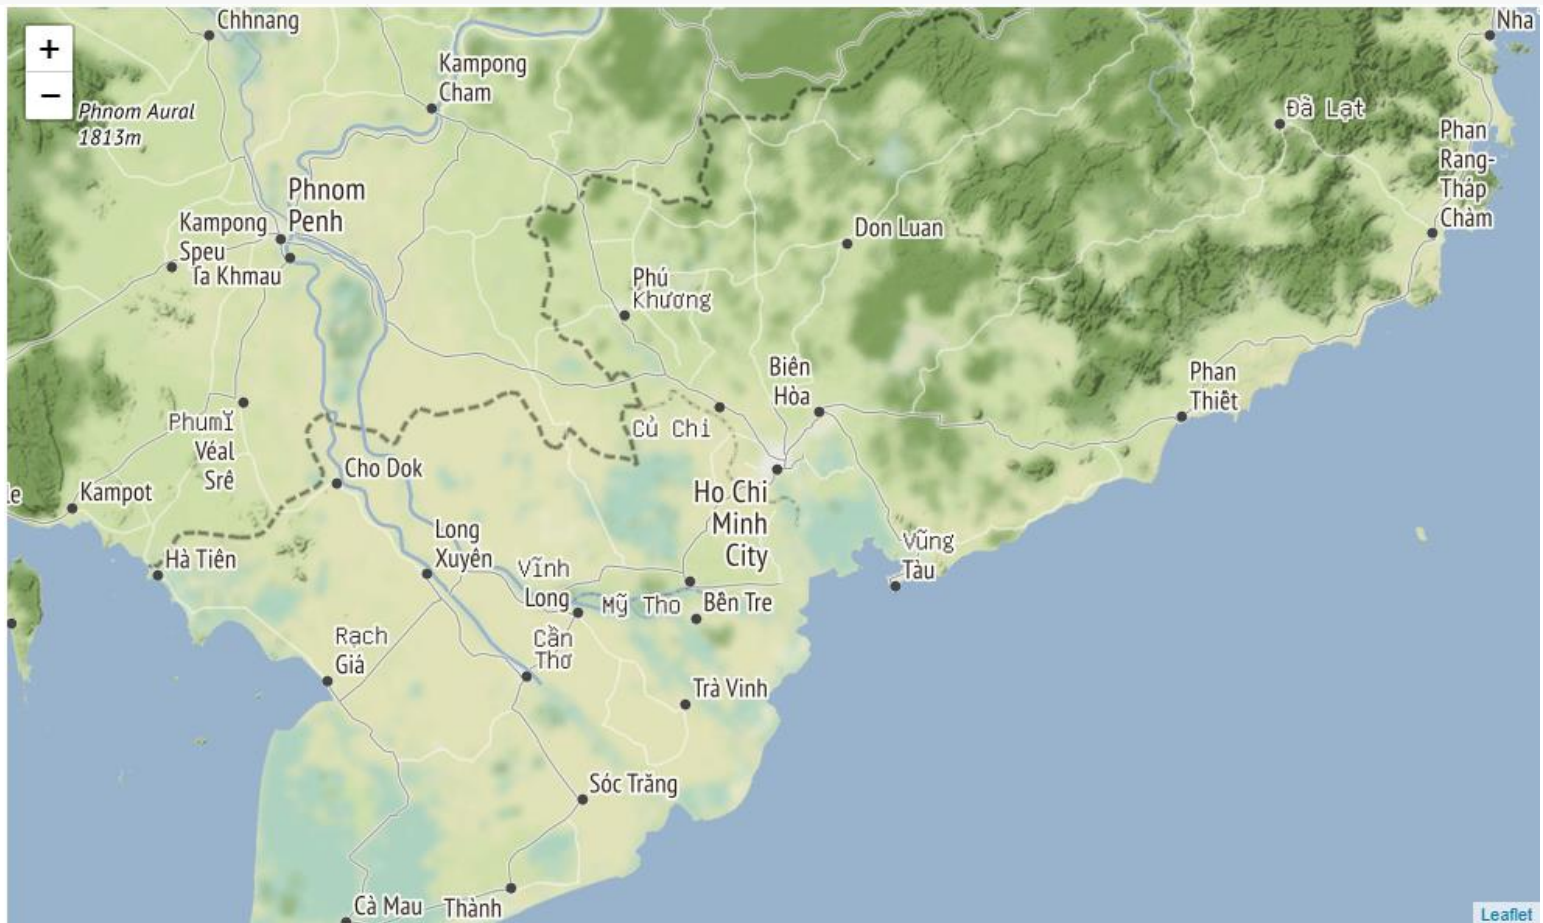 +
−
Chhnang
Nha
Kampong
Cham
Phnom Aural
1813m
Đà Lạt
Phan
Rang-
Tháp
Chàm
Phnom
Penh
Kampong
Speu
Ta Khmau
Don Luan
Phú
Khương
Biên
Hòa
Phan
Thiêt
Củ Chi
Phumĭ
Véal
Srê
Cho Dok
le
Kampot
Ho Chi
Minh
City
Long
Xuyên
Vũng
Tàu
Hà Tiên
Vĩnh
Long
Mỹ Tho
Bên Tre
Rạch
Giá
Cần
Thơ
Trà Vinh
Sóc Trăng
Cà Mau
Thành
Leaflet